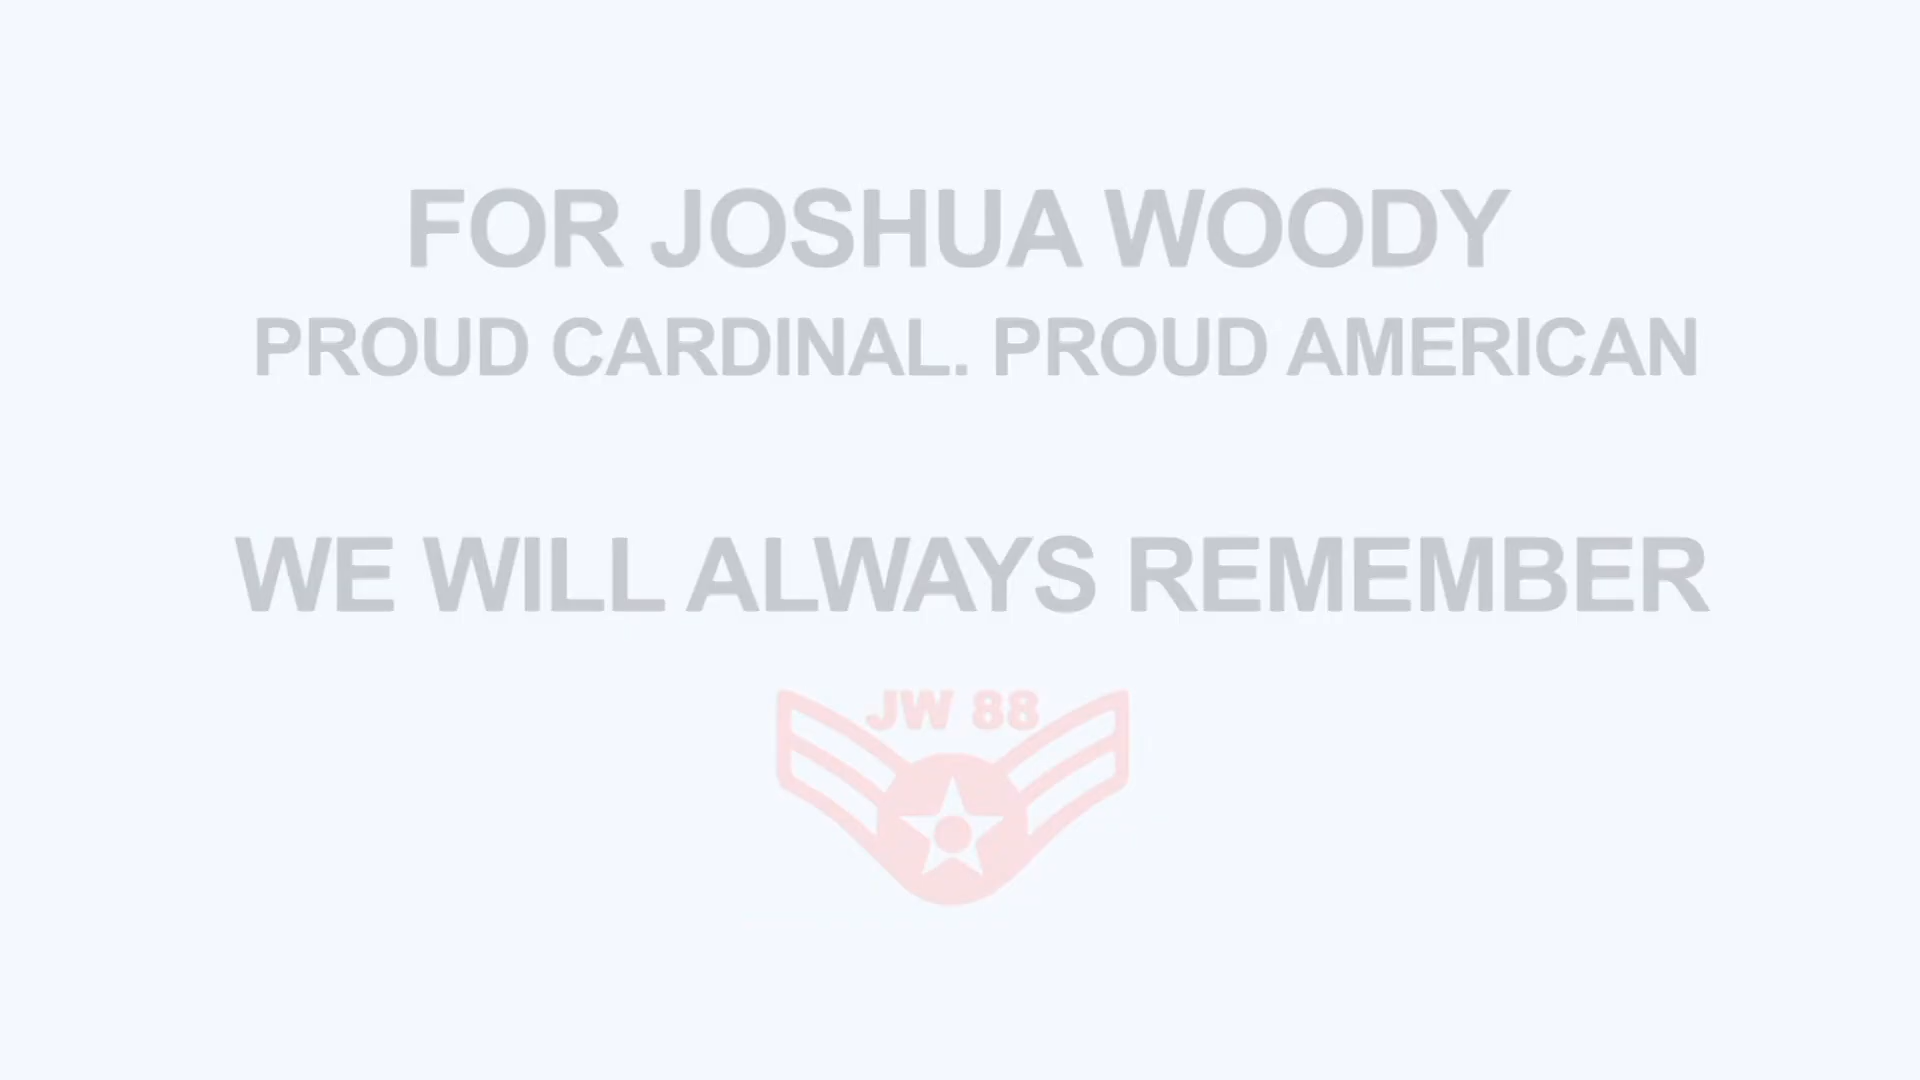 FOR JOSHUA WOODY
PROUD CARDINAL. PROUD AMERICAN
WE WILL ALWAYS REMEMBER
JW 88